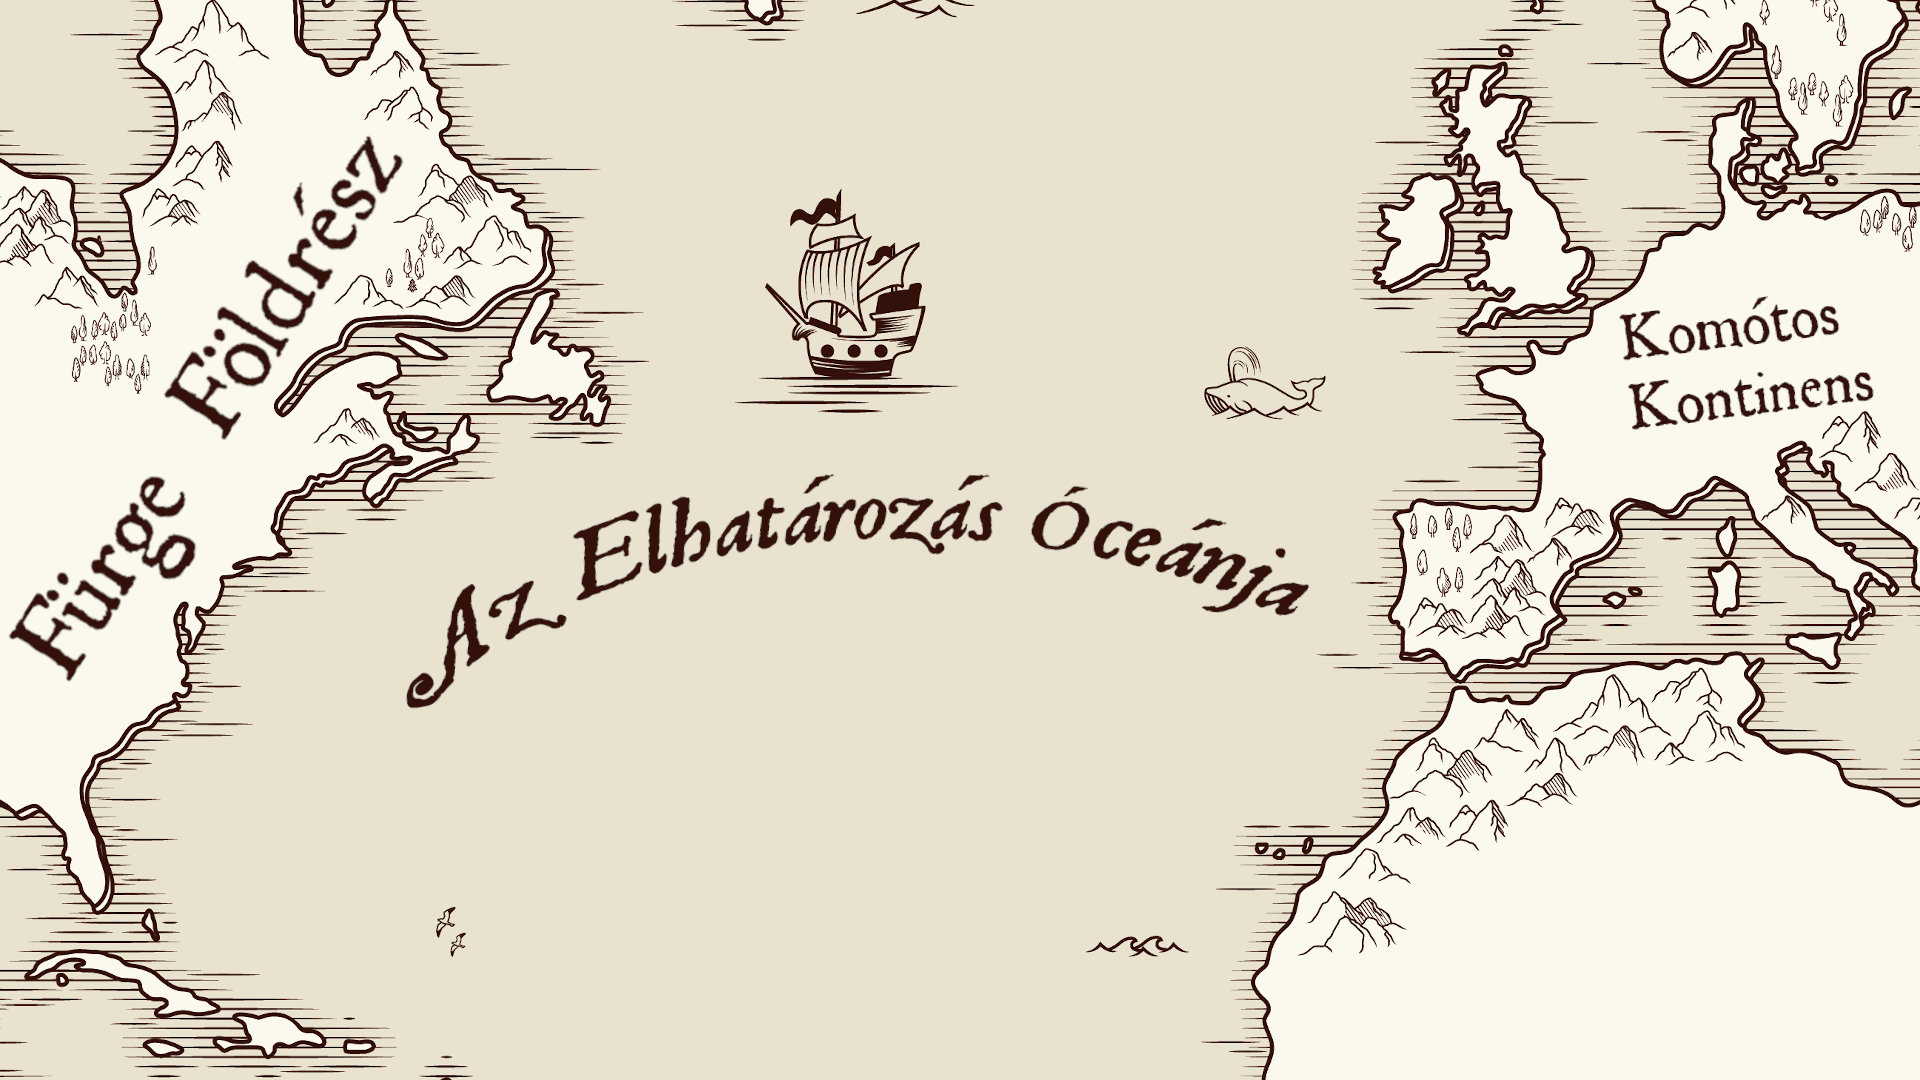 Fürge Földrész
Az Elhatározás Óceánja
Komótos
Kontinens